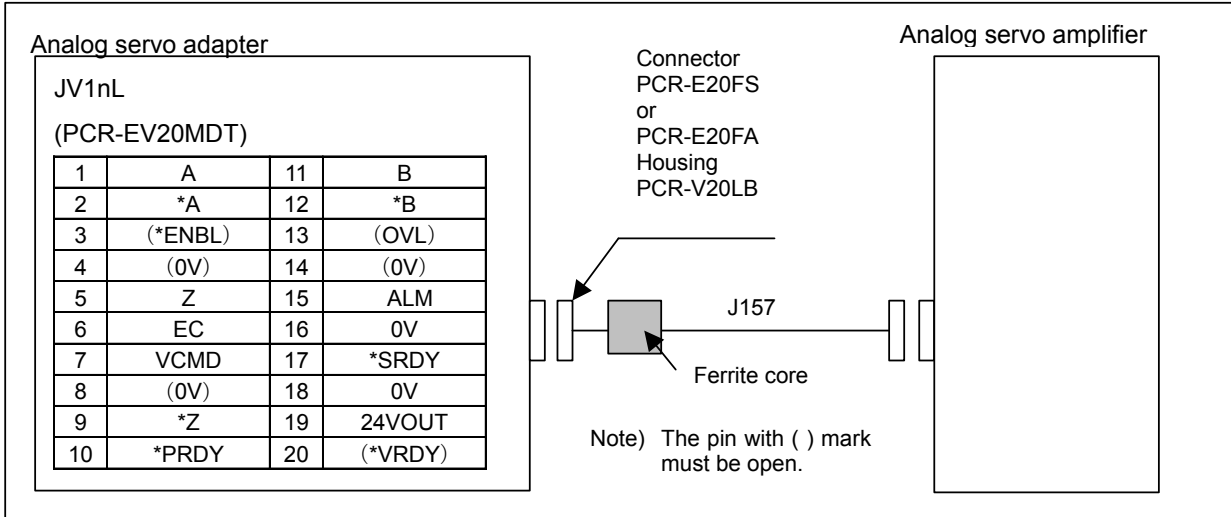 Analog servo adapter
JV1nL
(PCR-EV20MDT)
1 A 11 B
2 *A 12 *B
3 (*ENBL) 13 (OVL)
4 (0V) 14 (0V)
5 Z 15 ALM
6 EC 16 0V
7 VCMD 17 *SRDY
8 (0V) 18 0V
9 *Z 19 24VOUT
10 *PRDY 20 (*VRDY)
Connector
PCR-E20FS
or
PCR-E20FA
Housing
PCR-V20LB
J157
Ferrite core
Note) The pin with ( ) mark
must be open.
Analog servo amplifier